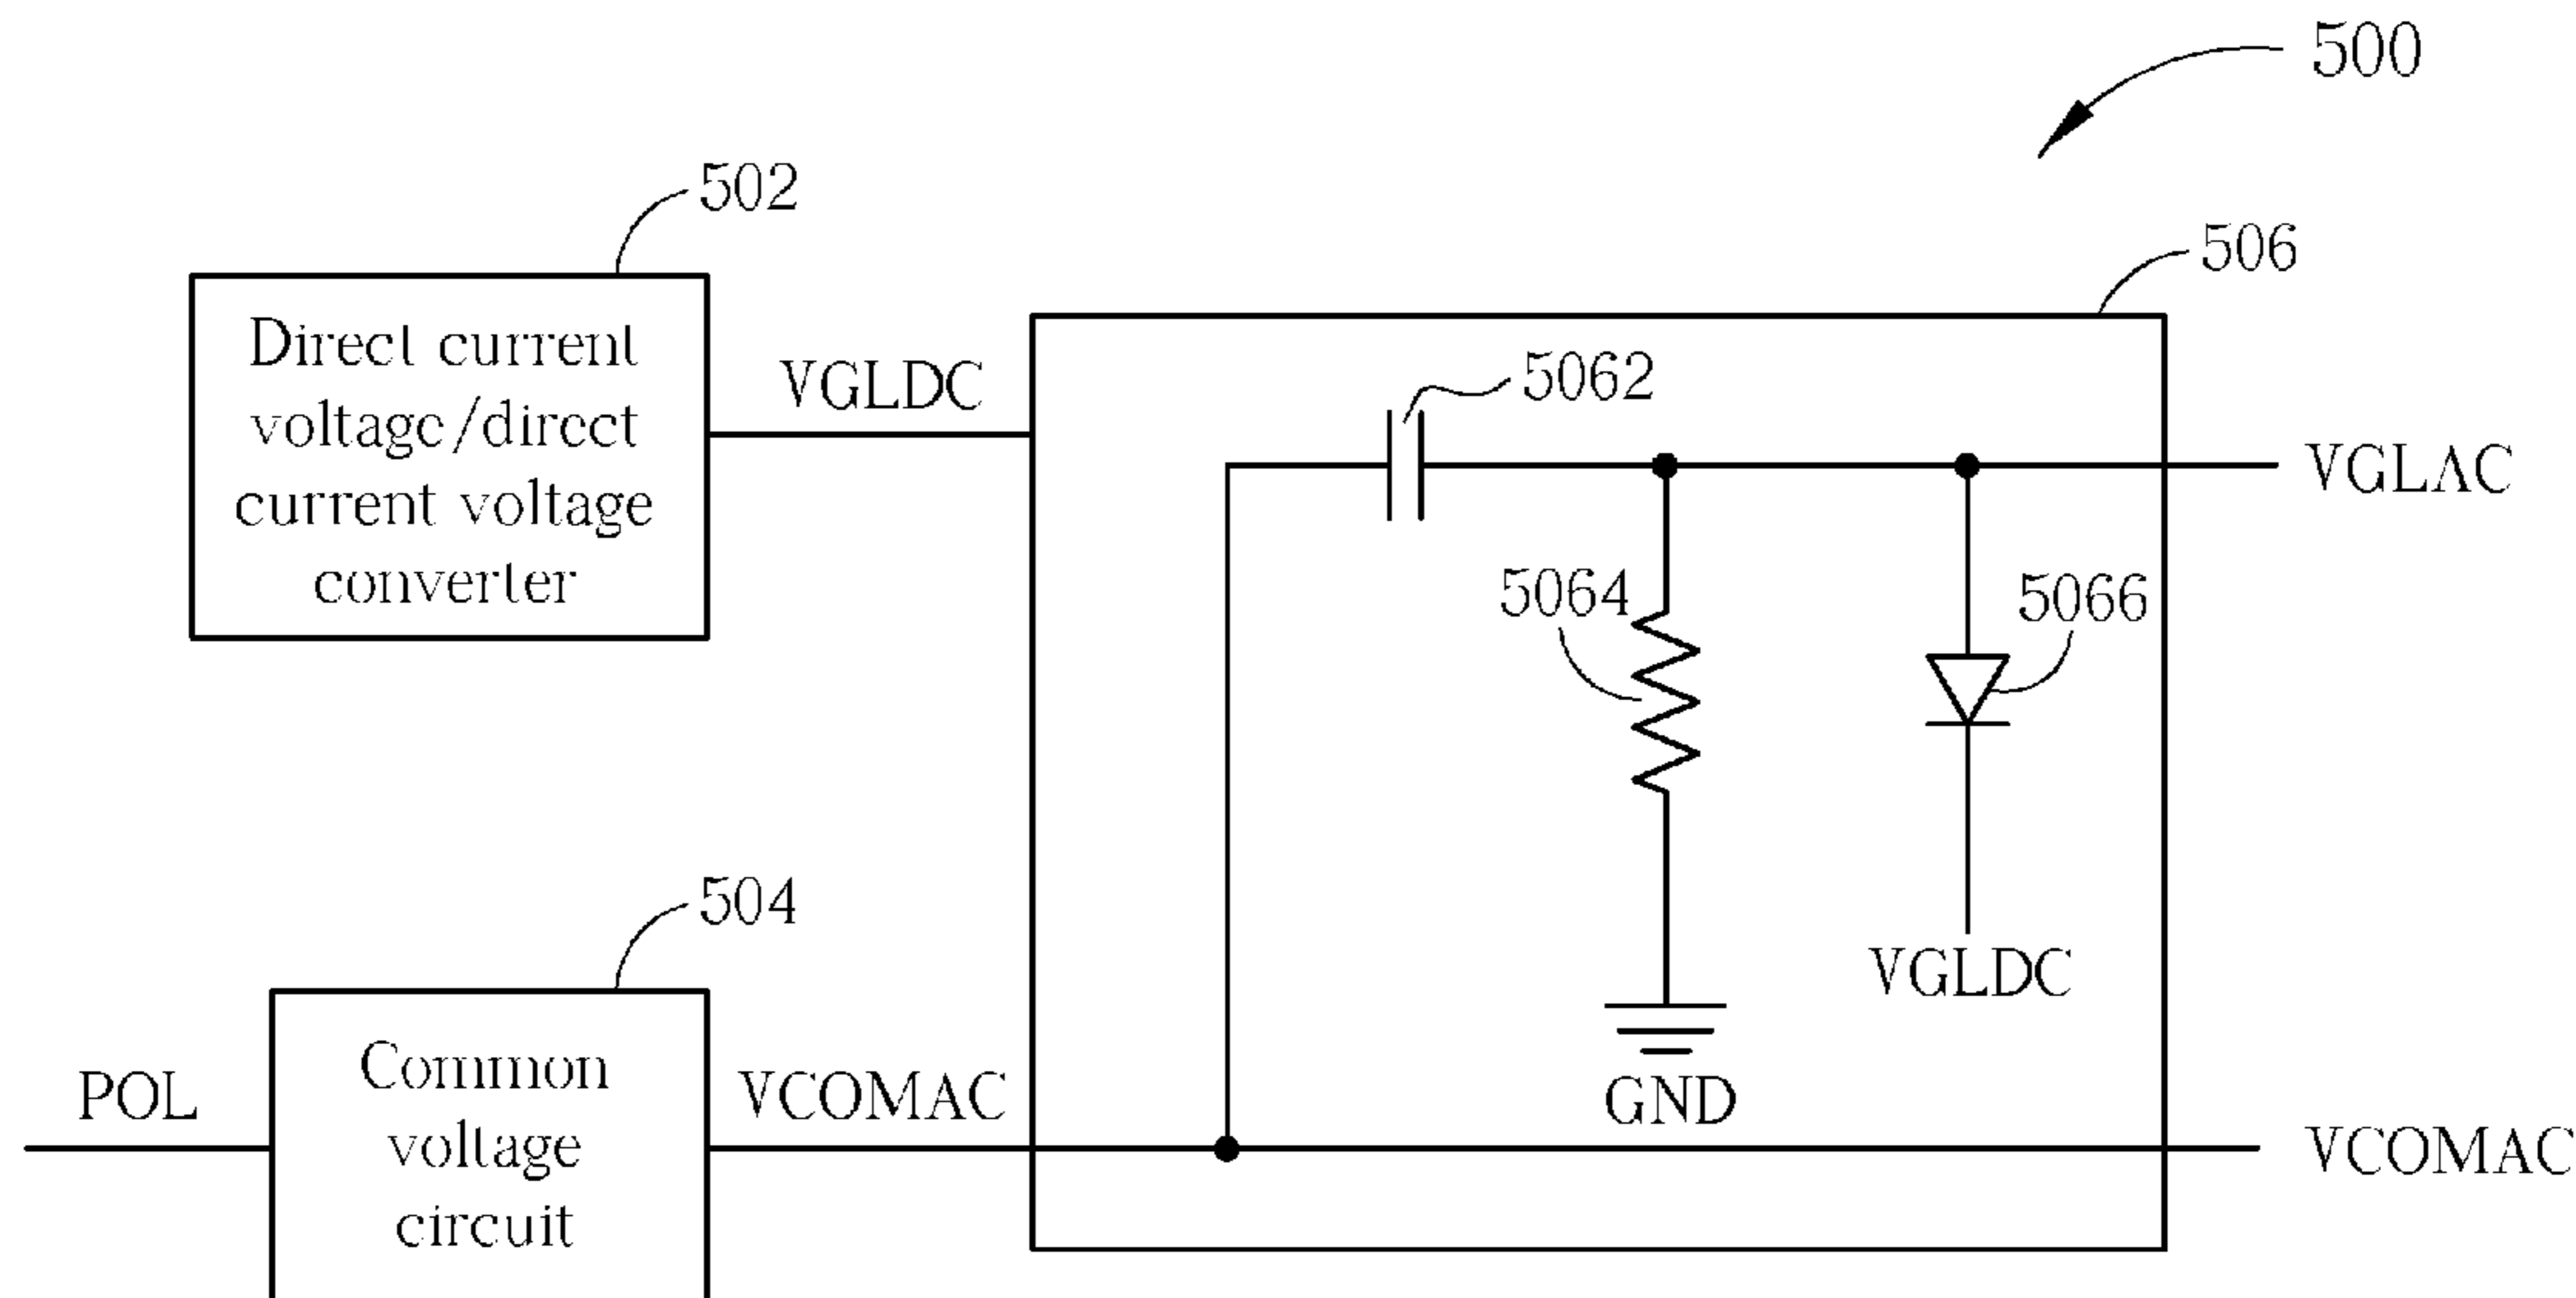 500
502
506
Direct current
voltage/direct
current voltage
converter
VGLDC
5062
VGLAC
5064
5066
VGLDC
504
POL
Common
voltage
circuit
VCOMAC
GND
VCOMAC